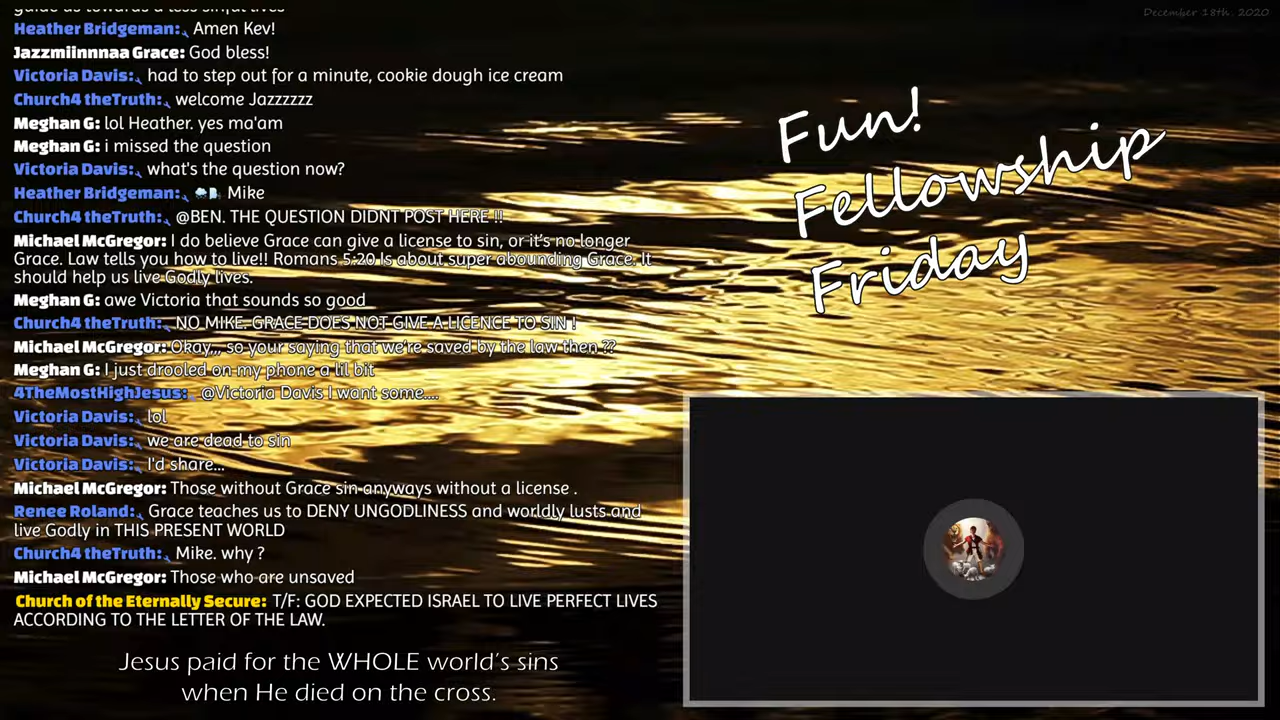 guide us towards a less sinful lives
Heather Bridgeman: Amen Kev!
Jazzmiinnnaa Grace: God bless!
Victoria Davis: had to step out for a minute, cookie dough ice cream
Church4 theTruth: welcome Jazzzzzz
Meghan G: lol Heather. yes ma'am
Meghan G: i missed the question
Victoria Davis: what's the question now?
Heather Bridgeman: Mike
Church4 theTruth: @BEN. THE QUESTION DIDNT POST HERE !!
Michael McGregor: I do believe Grace can give a license to sin, or it's no longer
Grace. Law tells you how to live!! Romans 5:20 Is about super abounding Grace. It
should help us live Godly lives.
Meghan G: awe Victoria that sounds so good
Church4 theTruth: NO MIKE. GRACE DOES NOT GIVE A LICENCE TO SIN !
Michael McGregor: Okay,,, so your saying that we're saved by the law then ??
Meghan G: I just drooled on my phone a lil bit
4TheMostHighJesus: @Victoria Davis I want some....
Victoria Davis: lol
Victoria Davis: we are dead to sin
Victoria Davis: I'd share...
Michael McGregor: Those without Grace sin anyways without a license .
Renee Roland: Grace teaches us to DENY UNGODLINESS and worldly lusts and
live Godly in THIS PRESENT WORLD
Church4 theTruth: Mike. why ?
Michael McGregor: Those who are unsaved
Church of the Eternally Secure: T/F: GOD EXPECTED ISRAEL TO LIVE PERFECT LIVES
ACCORDING TO THE LETTER OF THE LAW.
Jesus paid for the WHOLE world's sins
when He died on the cross.
December 18th, 2020
Fun!
Fellowship
Friday